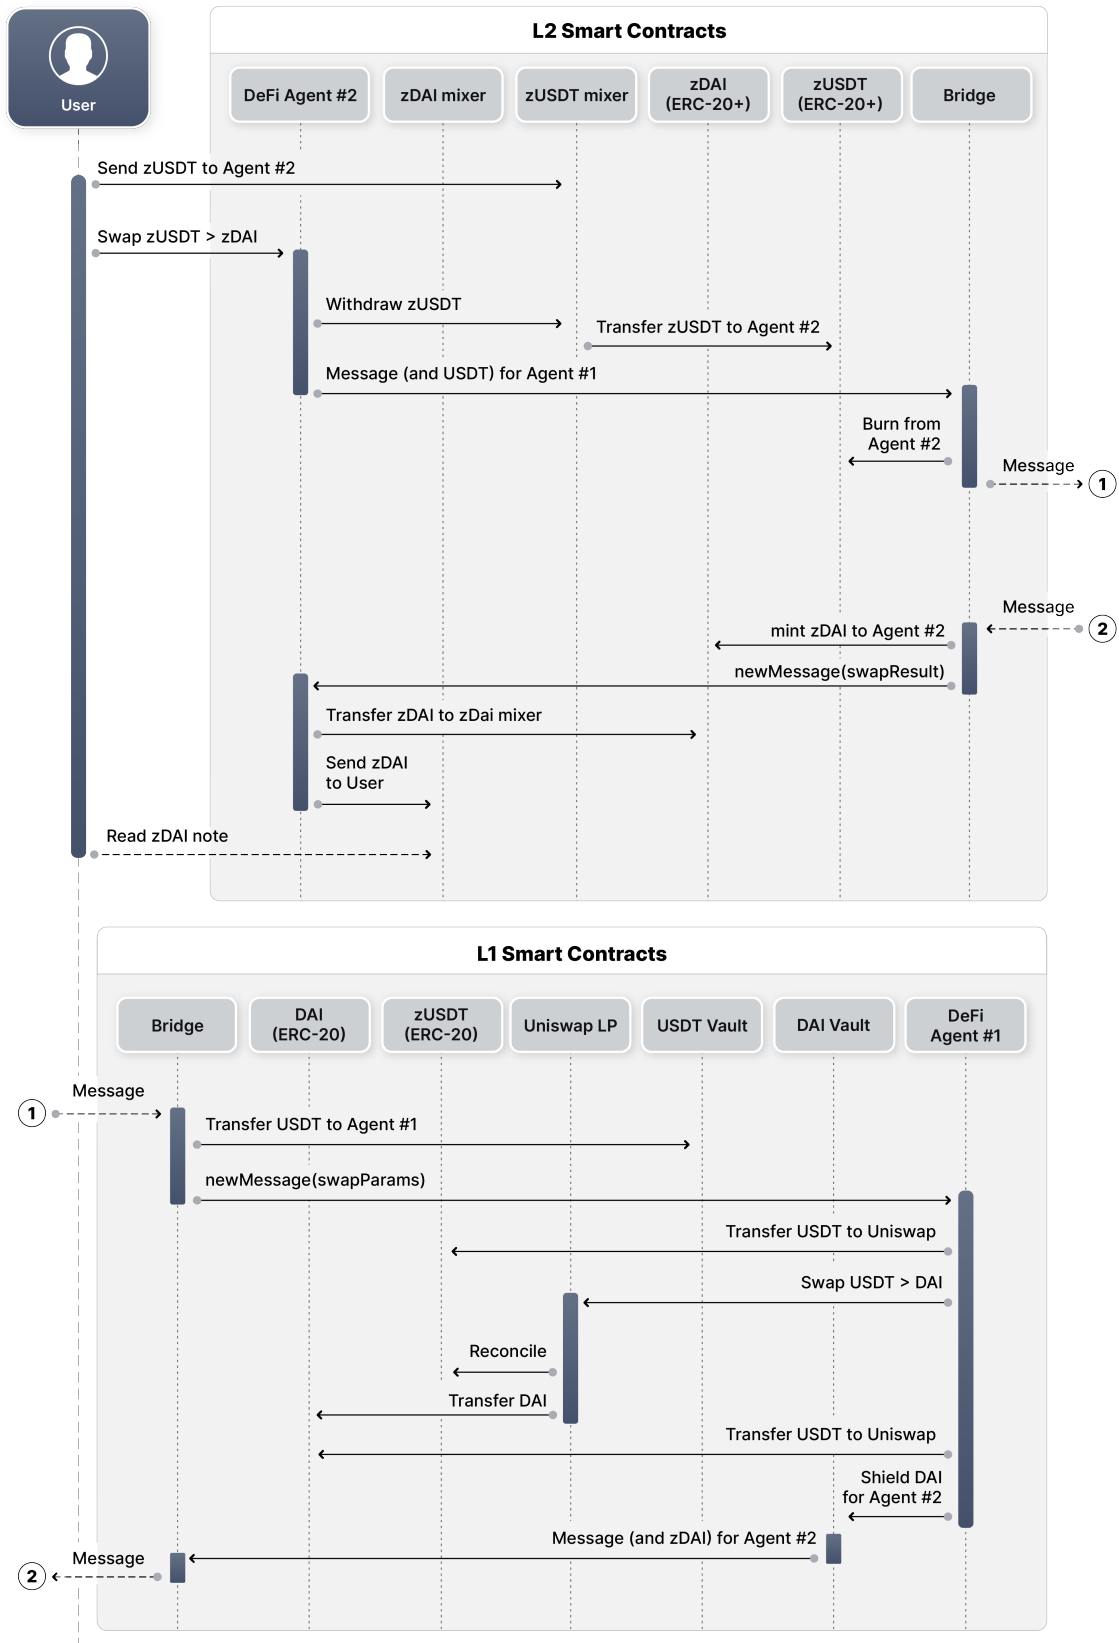 User
L2 Smart Contracts
DeFi Agent #2
zDAI mixer
zUSDT mixer
zDAI
(ERC-20+)
zUSDT
(ERC-20+)
Bridge
Send zUSDT to Agent #2
Swap zUSDT > zDAI
Withdraw zUSDT
Transfer zUSDT to Agent #2
Message (and USDT) for Agent #1
Burn from
Agent #2
Message
1
Message
2
mint zDAI to Agent #2
newMessage(swapResult)
Transfer zDAI to zDai mixer
Send zDAI
to User
Read zDAI note
L1 Smart Contracts
Bridge
DAI
(ERC-20)
zUSDT
(ERC-20)
Uniswap LP
USDT Vault
DAI Vault
DeFi
Agent #1
Message
1
Transfer USDT to Agent #1
newMessage(swapParams)
Transfer USDT to Uniswap
Swap USDT > DAI
Reconcile
Transfer DAI
Transfer USDT to Uniswap
Shield DAI
for Agent #2
Message (and zDAI) for Agent #2
Message
2